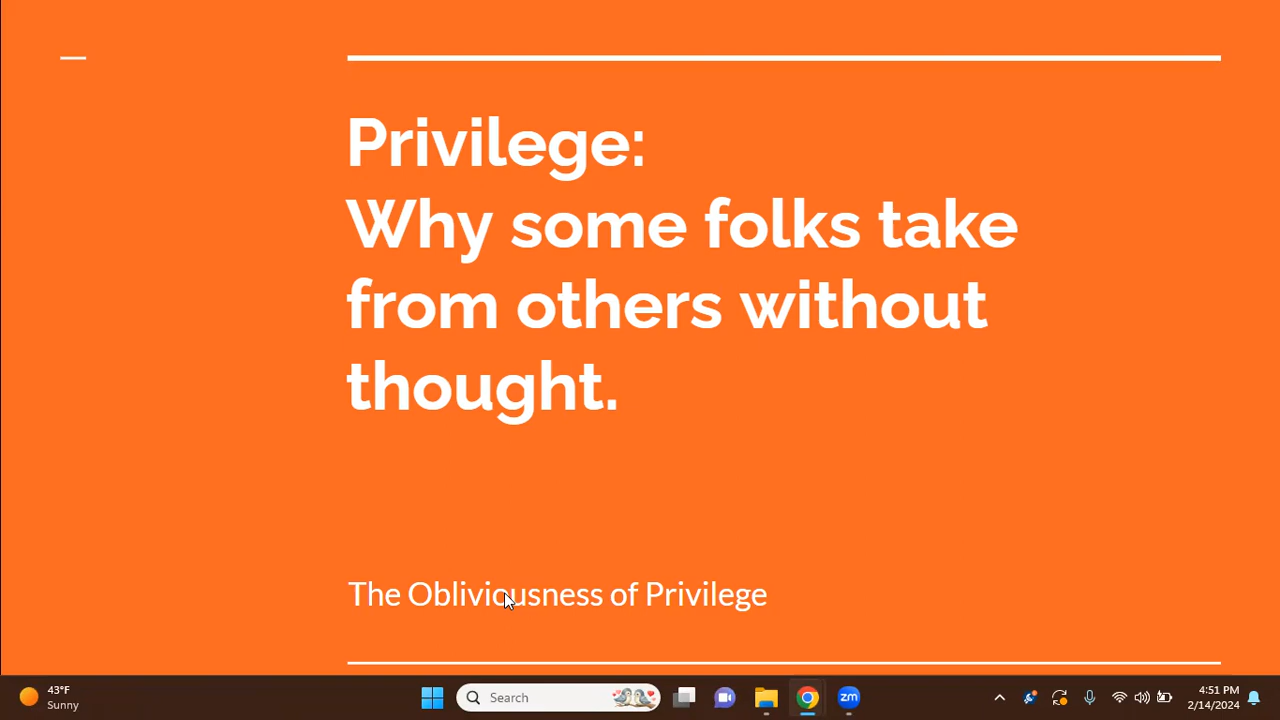 Privilege:
Why some folks take
from others without
thought.
The Obliviousness of Privilege
43°F
Sunny
Search
zm
4:51 PM
2/14/2024